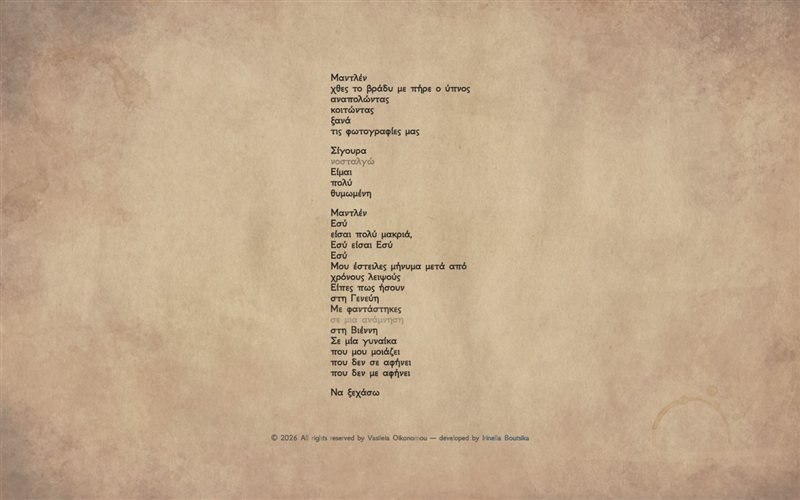 Μαντλέν
χθες το βράδυ με πήρε ο ύπνος
αναπολώντας
κοιτώντας
ξανά
τις φωτογραφίες μας
Σίγουρα
νοσταλγώ
Είμαι
πολύ
θυμωμένη
Μαντλέν
Εσύ
είσαι πολύ μακριά,
Εσύ είσαι Εσύ
Εσύ
Μου έστειλες μήνυμα μετά από
χρόνους λειψούς
Είπες πως ήσουν
στη Γενεύη
Με φαντάστηκες
σε μια ανάμνηση
στη Βιέννη
Σε μία γυναίκα
που μου μοιάζει
που δεν σε αφήνει
που δεν με αφήνει
Να ξεχάσω
© 2026 All rights reserved by Vasileia Oikonomou — developed by Irinella Boutsika